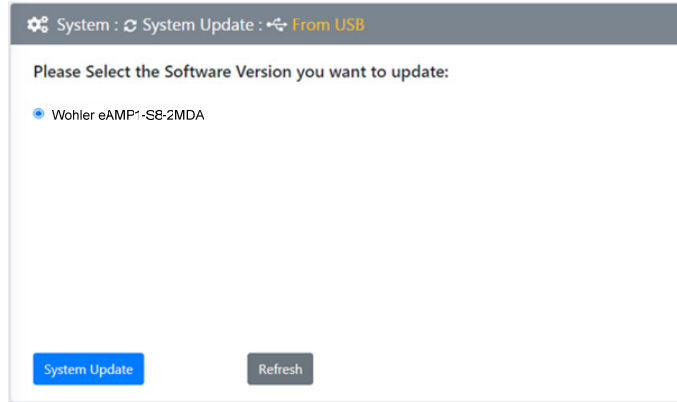 System : System Update : From USB
Please Select the Software Version you want to update:
Wohler eAMP1-S8-2MDA
System Update Refresh